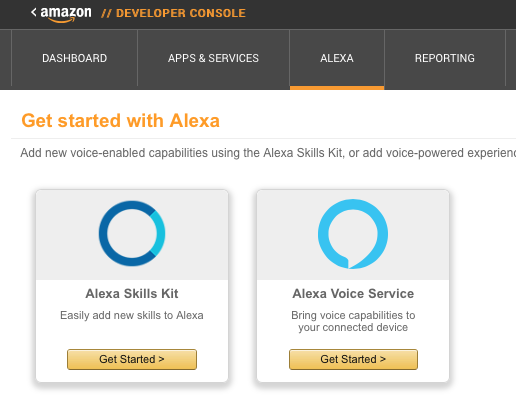 < amazon // DEVELOPER CONSOLE
DASHBOARD APPS & SERVICES ALEXA REPORTING
Get started with Alexa
Add new voice-enabled capabilities using the Alexa Skills Kit, or add voice-powered
Alexa Skills Kit
Easily add new skills to Alexa
Get Started >
Alexa Voice Service
Bring voice capabilities to
your connected device
Get Started >